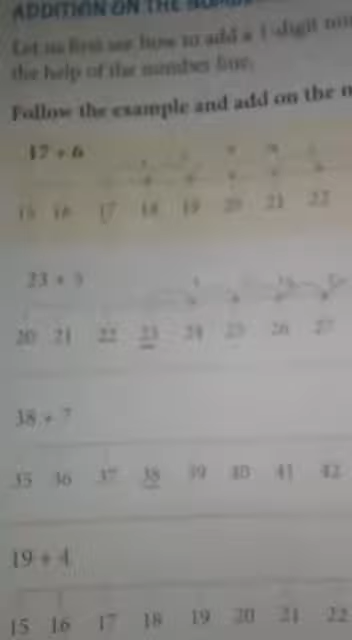 ADDITION ON THE
Let us first see how to add a 1-digit
the help of the number line.
Follow the example and add on the
17 + 6
15 16 17 18 19 20 21 22
23 +
20 21 22 23 24 25 26 27
38 + 7
35 36 37 38 39 40 41 42
19 + 4
15 16 17 18 19 20 21 22